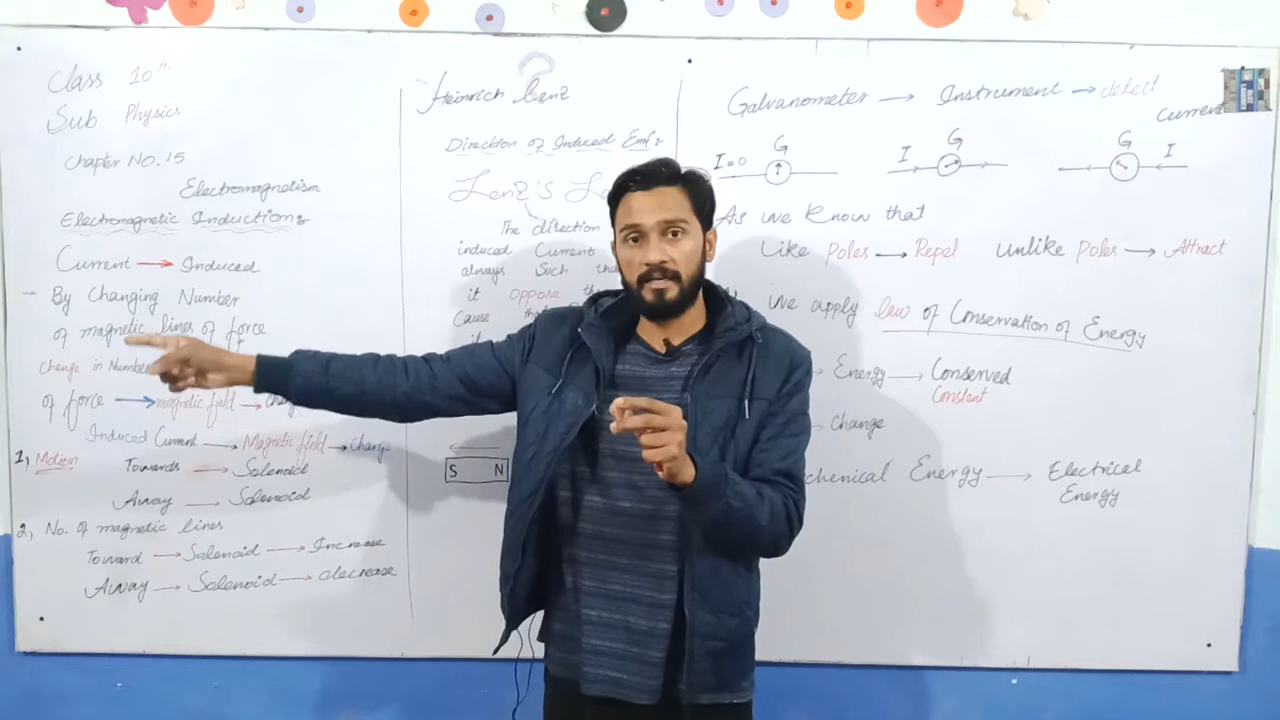 Class 10th
Sub Physics
Chapter NO. 15
Electromagnetism
Electromagnetic Induction:
Current → Induced
By Changing Number
of magnetic lines of force
Change in Number
of force → magnetic field →
Induced Current → Magnetic field → Change
1, Motion
Towards → Solenoid
Away → Solenoid
2, No. of magnetic lines
Toward → Solenoid → Increase
Away → Solenoid → decrease
Heinrich Lenz
Direction of Induced Emf:
Lenz's
The direction
induced Current
always Such
it oppose
Cause
S N
Galvanometer → Instrument → detect
Current
I=0 G
I G
G I
As we know that
Like Poles → Repel
Unlike Poles → Attract
we apply law of Conservation of Energy
Energy → Conserved
Constant
Change
Energy → Electrical
Energy